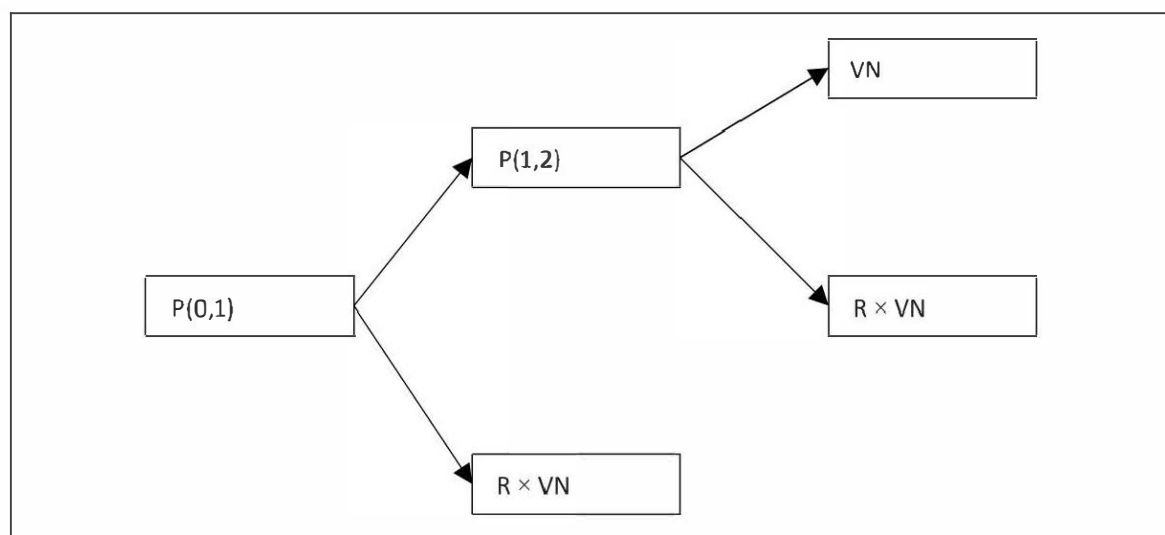 VN
P(1,2)
P(0,1)
R × VN
R × VN